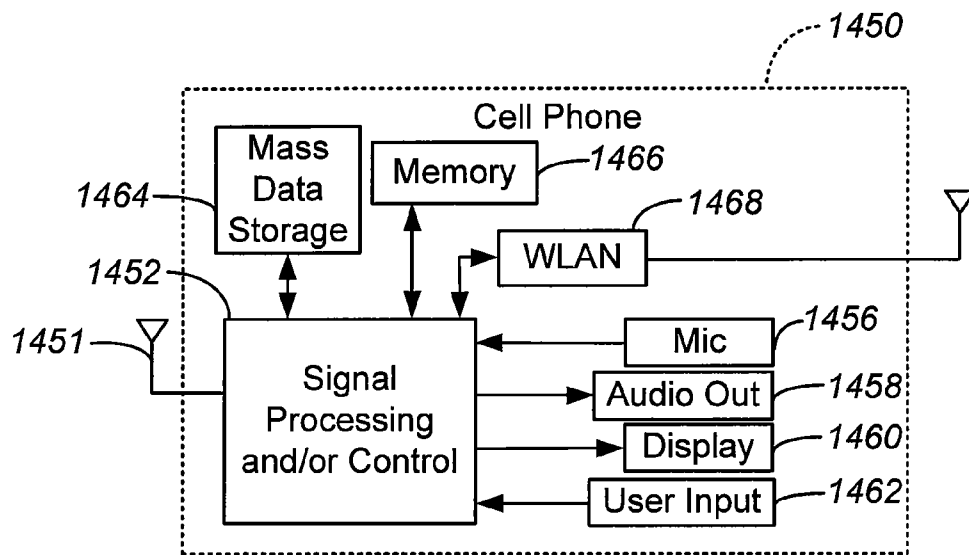 1450
Cell Phone
Mass
Data
Storage
1464
Memory
1466
1468
WLAN
1452
1451
Signal
Processing
and/or Control
Mic
1456
Audio Out
1458
Display
1460
User Input
1462